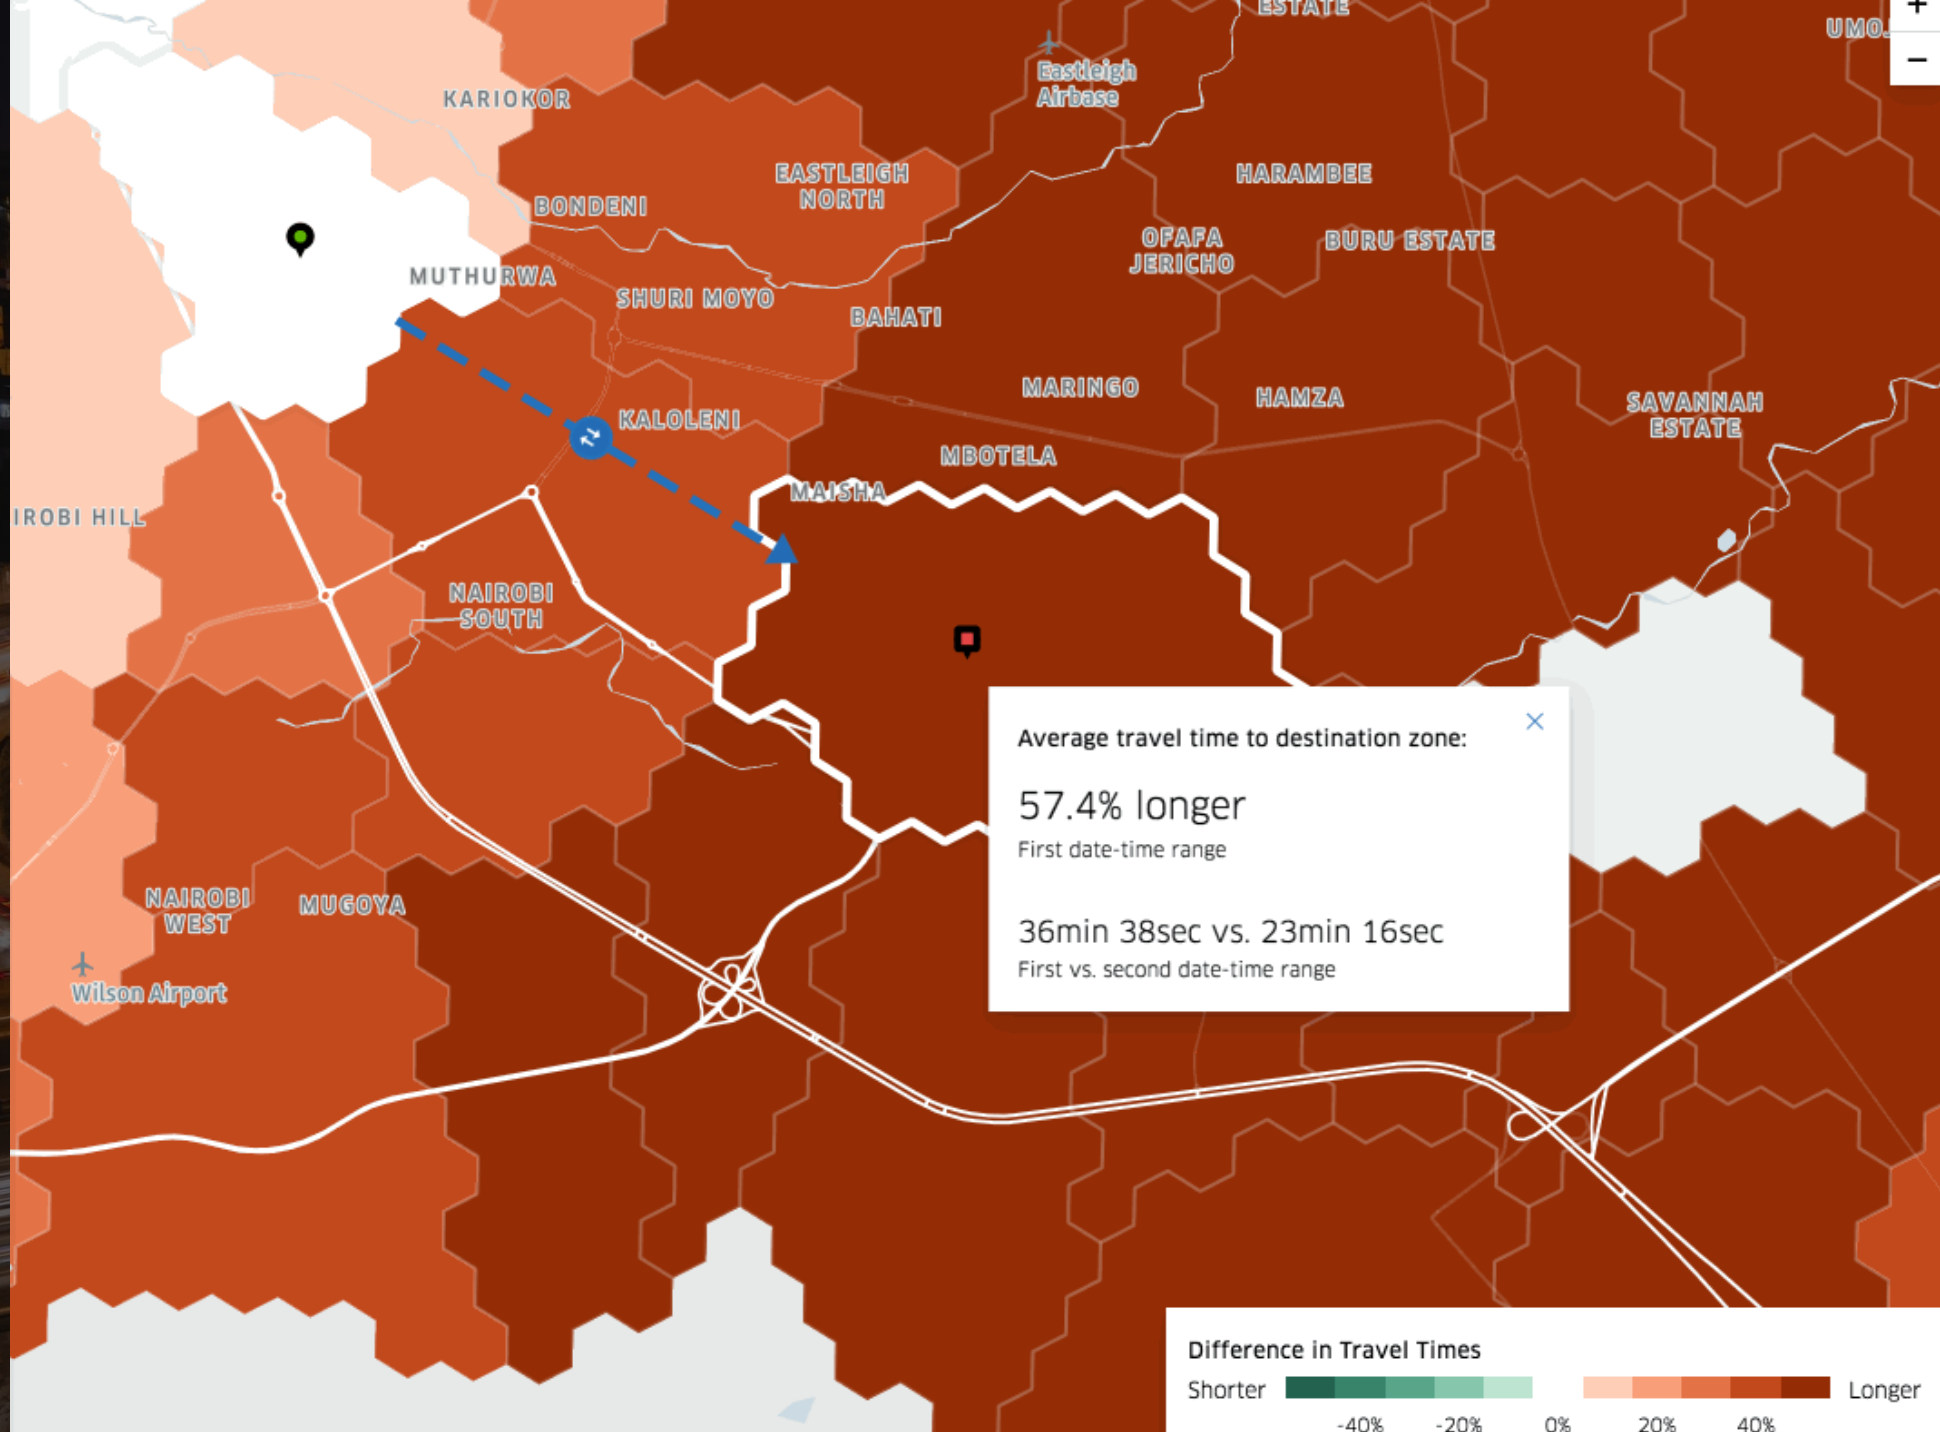 ESTATE
UMO
Eastleigh
Airbase
KARIOKOR
EASTLEIGH
NORTH
HARAMBEE
BONDENI
OFAFA
JERICHO
BURU ESTATE
MUTHURWA
SHURI MOYO
BAHATI
MARINGO
HAMZA
SAVANNAH
ESTATE
KALOLENI
MBOTELA
MAISHA
IROBI HILL
NAIROBI
SOUTH
NAIROBI
WEST
MUGOYA
Wilson Airport
Average travel time to destination zone:
57.4% longer
First date-time range
36min 38sec vs. 23min 16sec
First vs. second date-time range
Difference in Travel Times
Shorter
Longer
-40% -20% 0% 20% 40%